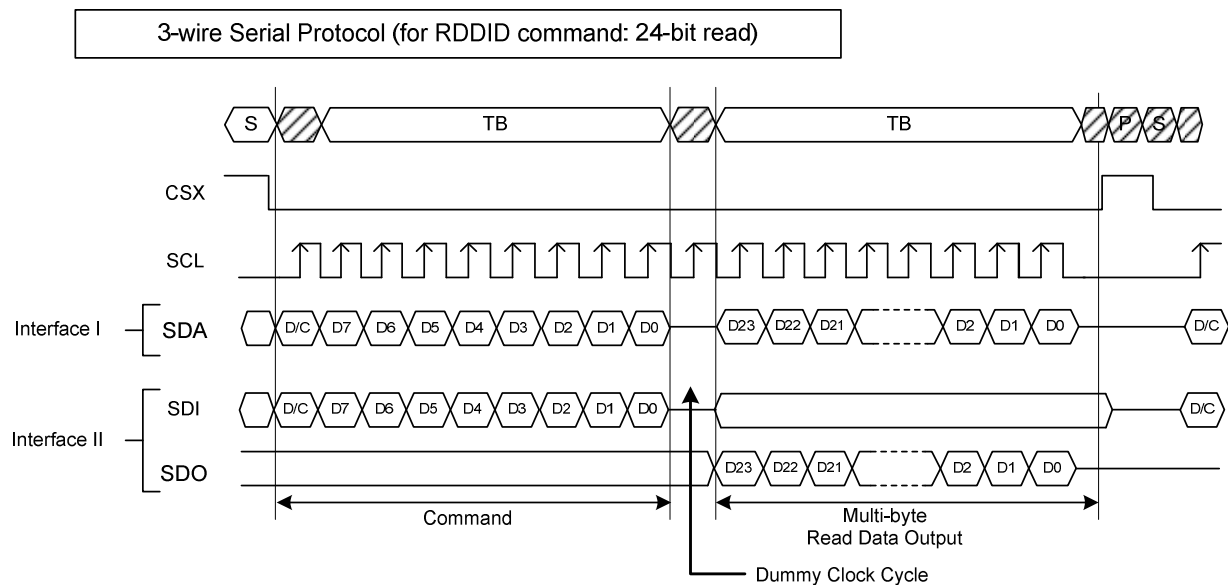 3-wire Serial Protocol (for RDDID command: 24-bit read)
S TB TB P S
CSX
SCL
Interface I SDA D/C D7 D6 D5 D4 D3 D2 D1 D0 D23 D22 D21 D2 D1 D0 D/C
Interface II
SDI D/C D7 D6 D5 D4 D3 D2 D1 D0 D/C
SDO D23 D22 D21 D2 D1 D0
Command
Multi-byte
Read Data Output
Dummy Clock Cycle